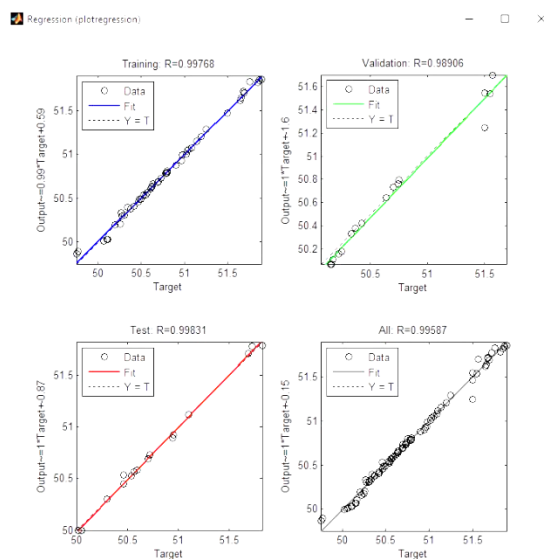 Regression (plotregression)
Training: R=0.99768
Output~=0.99*Target+0.59
Data
Fit
Y = T
51.5
51
50.5
50
50
50.5
51
51.5
Target
Validation: R=0.98906
Output~=1*Target+-1.6
Data
Fit
Y = T
51.6
51.4
51.2
51
50.8
50.6
50.4
50.2
50.5
51
51.5
Target
Test: R=0.99831
Output~=1*Target+-0.87
Data
Fit
Y = T
51.5
51
50.5
50
50
50.5
51
51.5
Target
All: R=0.99587
Output~=1*Target+-0.15
Data
Fit
Y = T
51.5
51
50.5
50
50
50.5
51
51.5
Target